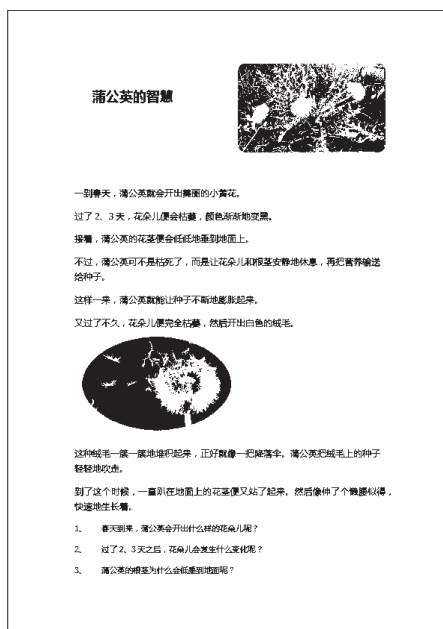 蒲公英的智慧
一到春天，蒲公英就会开出美丽的小黄花。
过了2、3天，花朵儿便会枯萎，颜色渐渐地变黑。
接着，蒲公英的花茎便会低低地垂到地面上。
不过，蒲公英可不是枯死了，而是让花朵儿和根茎安静地休息，再把营养输送
给种子。
这样一来，蒲公英就能让种子不断地膨胀起来。
又过了不久，花朵儿便完全枯萎，然后开出白色的绒毛。
这种绒毛一簇一簇地堆积起来，正好就像一把降落伞。蒲公英把绒毛上的种子
轻轻地吹走。
到了这个时候，一直趴在地面上的花茎便又站了起来。然后像伸了个懒腰似得，
快速地生长着。
1、 春天到来，蒲公英会开出什么样的花朵儿呢？
2、 过了2、3天之后，花朵儿会发生什么变化呢？
3、 蒲公英的根茎为什么会低垂到地面呢？